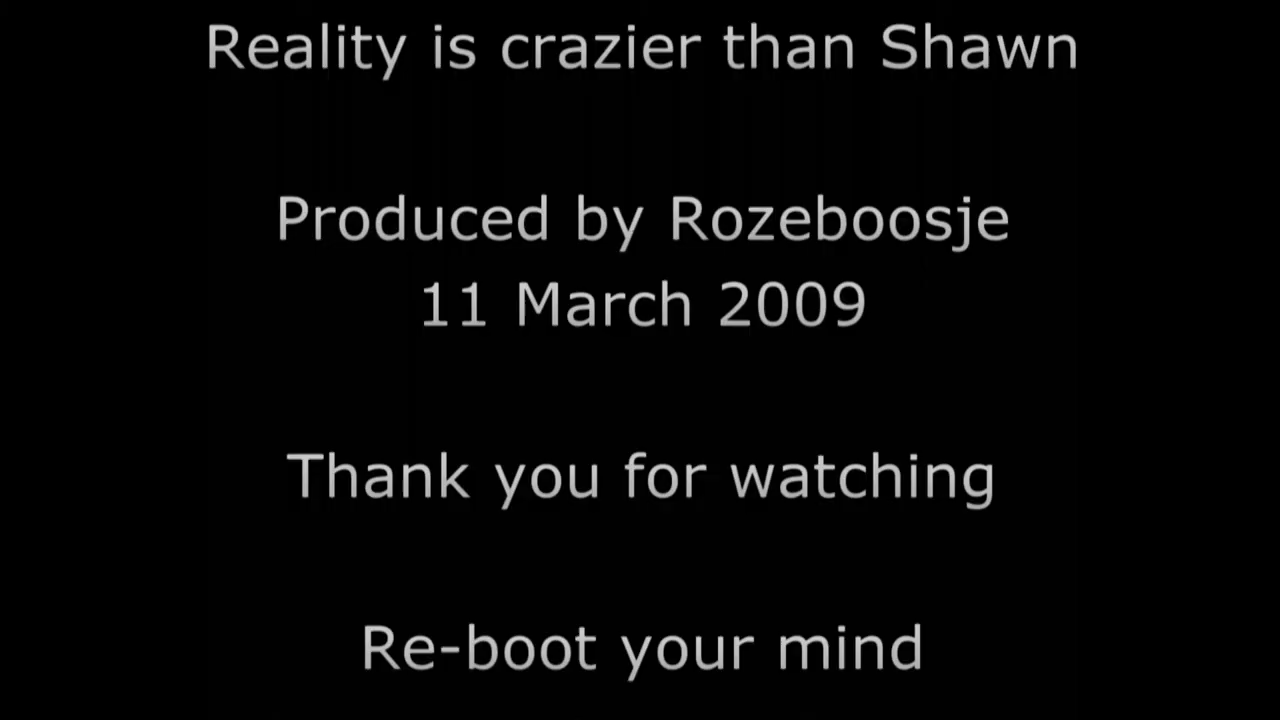 Reality is crazier than Shawn
Produced by Rozeboosje
11 March 2009
Thank you for watching
Re-boot your mind